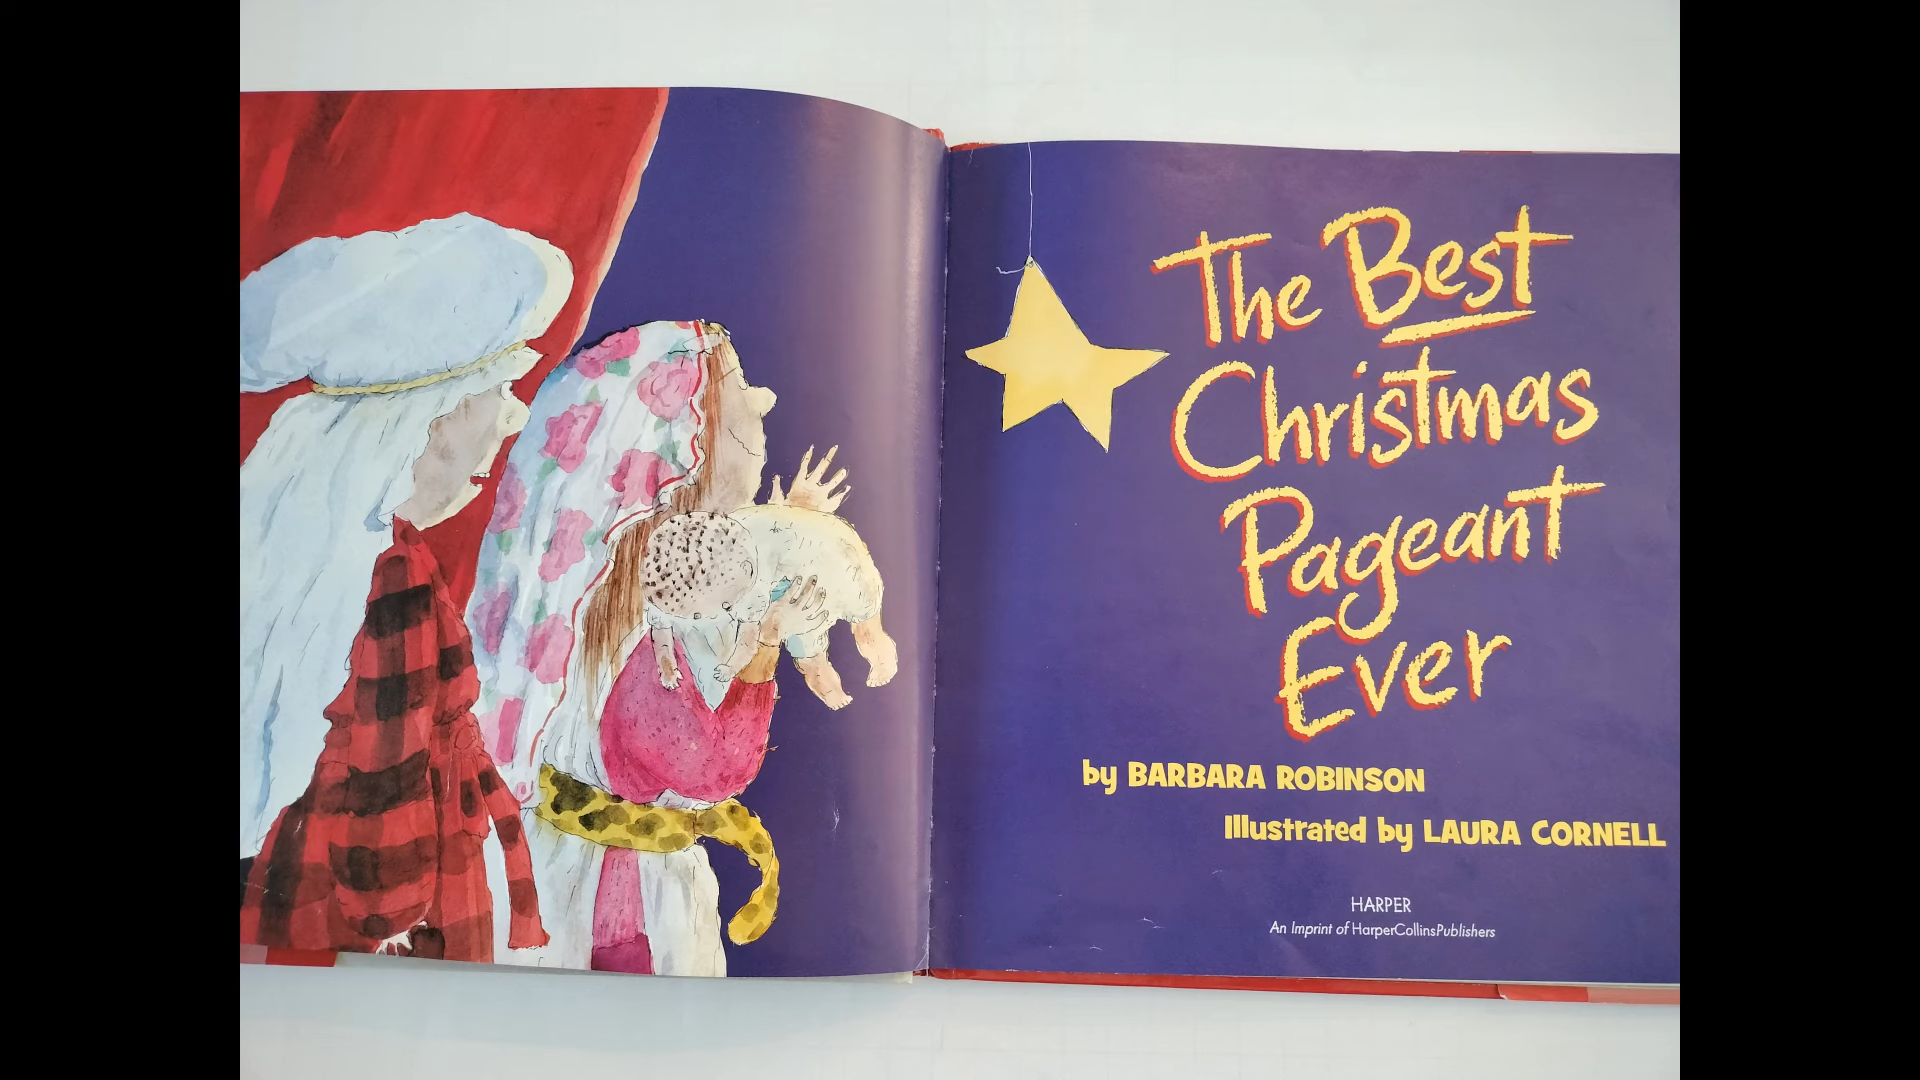 The Best
Christmas
Pageant
Ever
by BARBARA ROBINSON
Illustrated by LAURA CORNELL
HARPER
An Imprint of HarperCollinsPublishers